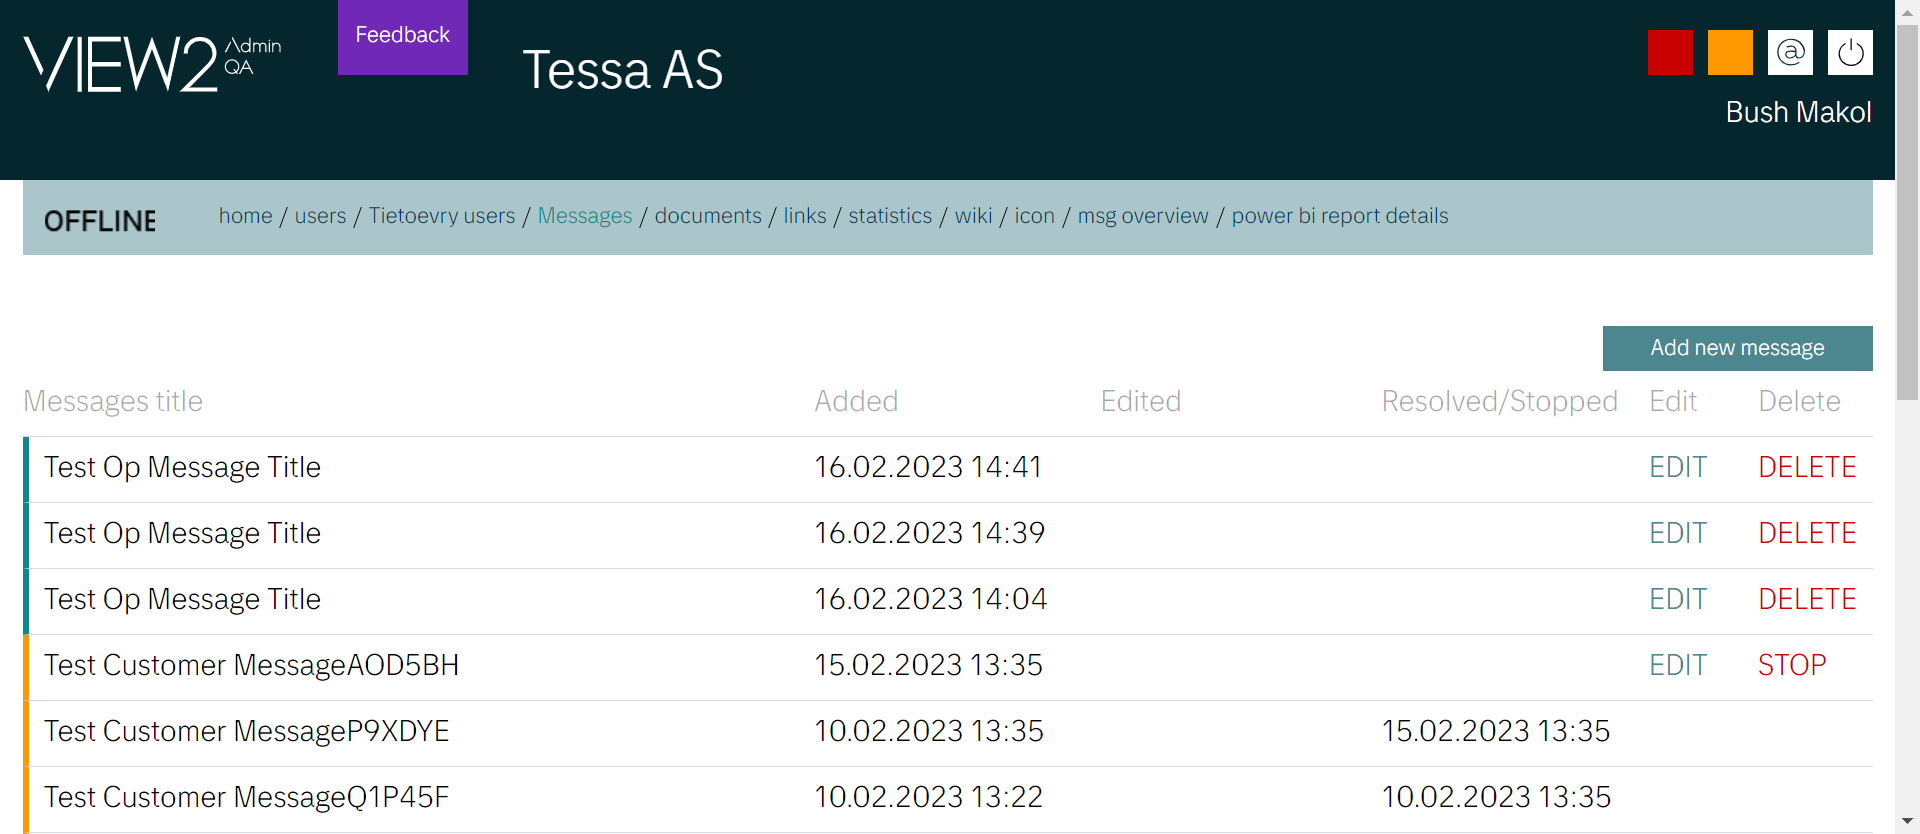 VIEW2 Admin QA
Feedback
Tessa AS
@
Bush Makol
OFFLINE
home / users / Tietoevry users / Messages / documents / links / statistics / wiki / icon / msg overview / power bi report details
Add new message
Messages title Added Edited Resolved/Stopped Edit Delete
Test Op Message Title 16.02.2023 14:41 EDIT DELETE
Test Op Message Title 16.02.2023 14:39 EDIT DELETE
Test Op Message Title 16.02.2023 14:04 EDIT DELETE
Test Customer MessageAOD5BH 15.02.2023 13:35 EDIT STOP
Test Customer MessageP9XDYE 10.02.2023 13:35 15.02.2023 13:35
Test Customer MessageQ1P45F 10.02.2023 13:22 10.02.2023 13:35